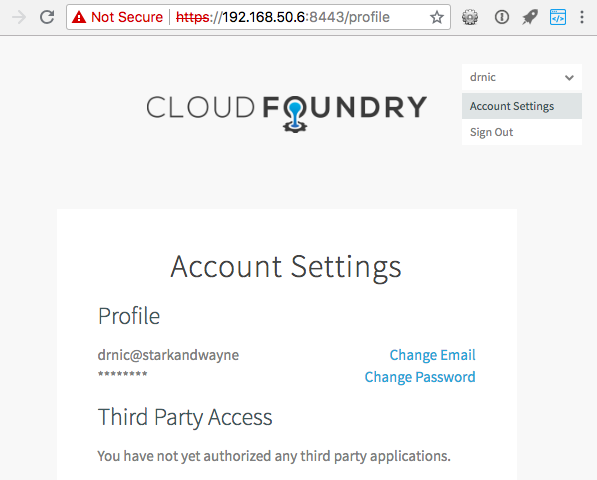 Not Secure https://192.168.50.6:8443/profile
drnic
CLOUD FOUNDRY
Account Settings
Sign Out
Account Settings
Profile
drnic@starkandwayne Change Email
******** Change Password
Third Party Access
You have not yet authorized any third party applications.